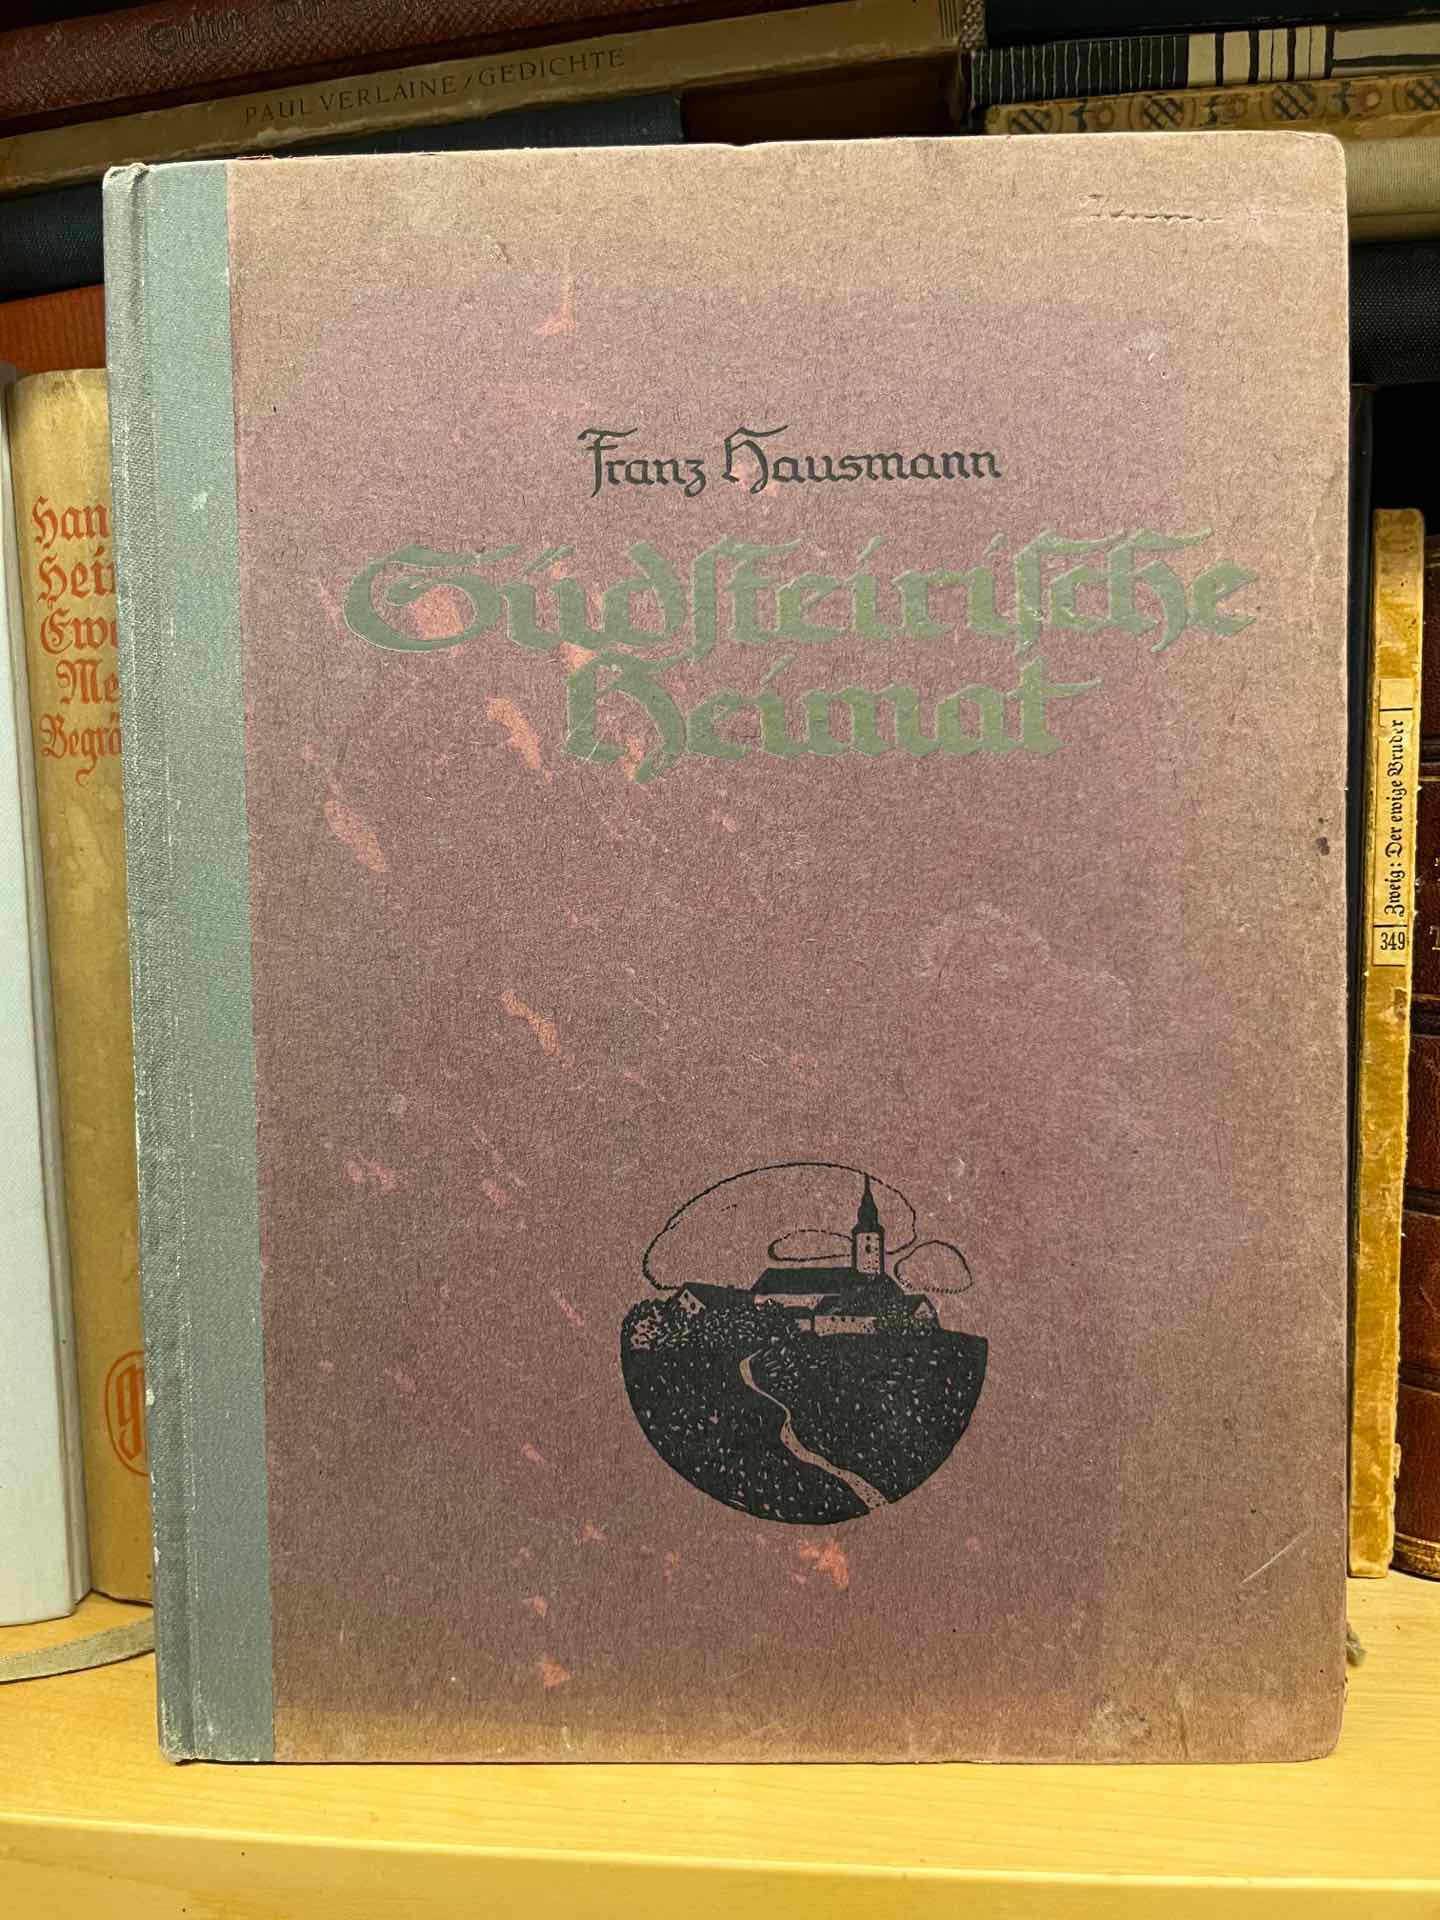 PAUL VERLAINE/GEDICHTE
Franz Hausmann
Südsteirische
Heimat
Zweig: Der ewige Bruder
349